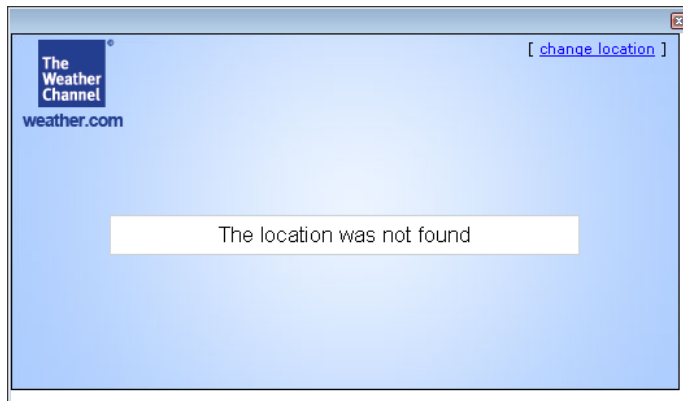 The
Weather
Channel
weather.com
[ change location ]
The location was not found